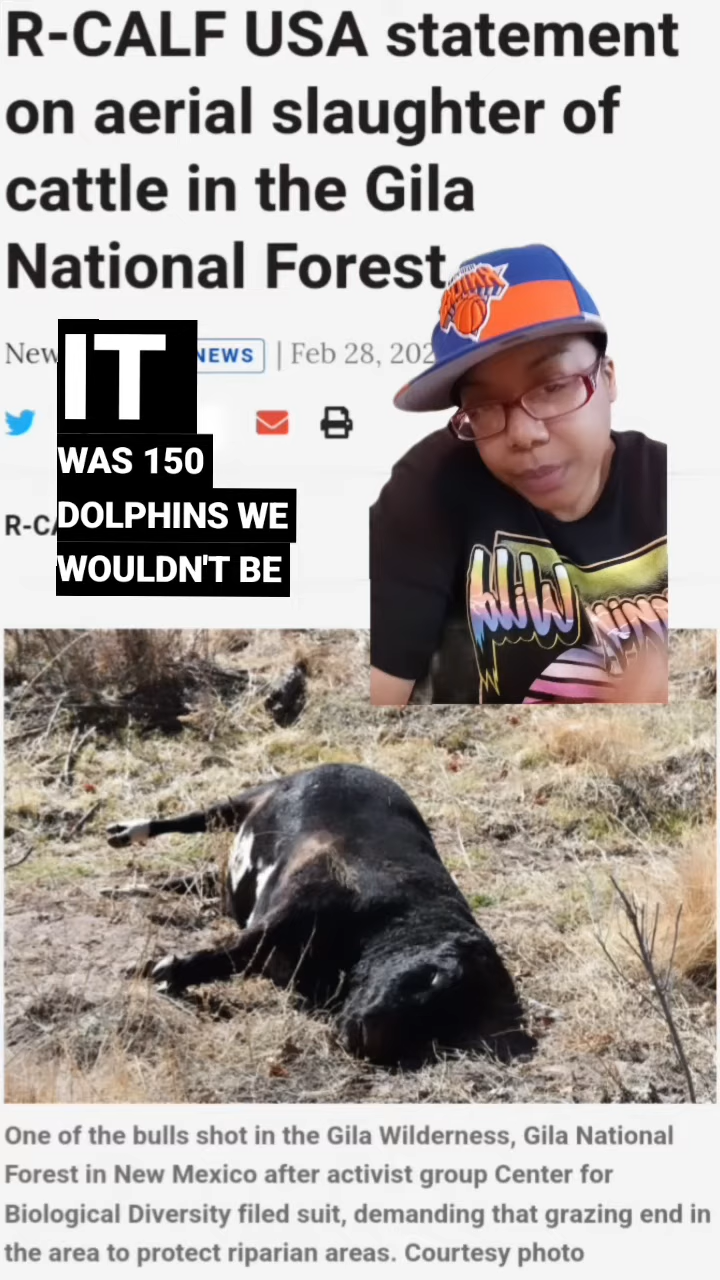 R-CALF USA statement
on aerial slaughter of
cattle in the Gila
National Forest
New
NEWS | Feb 28, 202
IT
WAS 150
DOLPHINS WE
WOULDN'T BE
R-CA
One of the bulls shot in the Gila Wilderness, Gila National
Forest in New Mexico after activist group Center for
Biological Diversity filed suit, demanding that grazing end in
the area to protect riparian areas. Courtesy photo